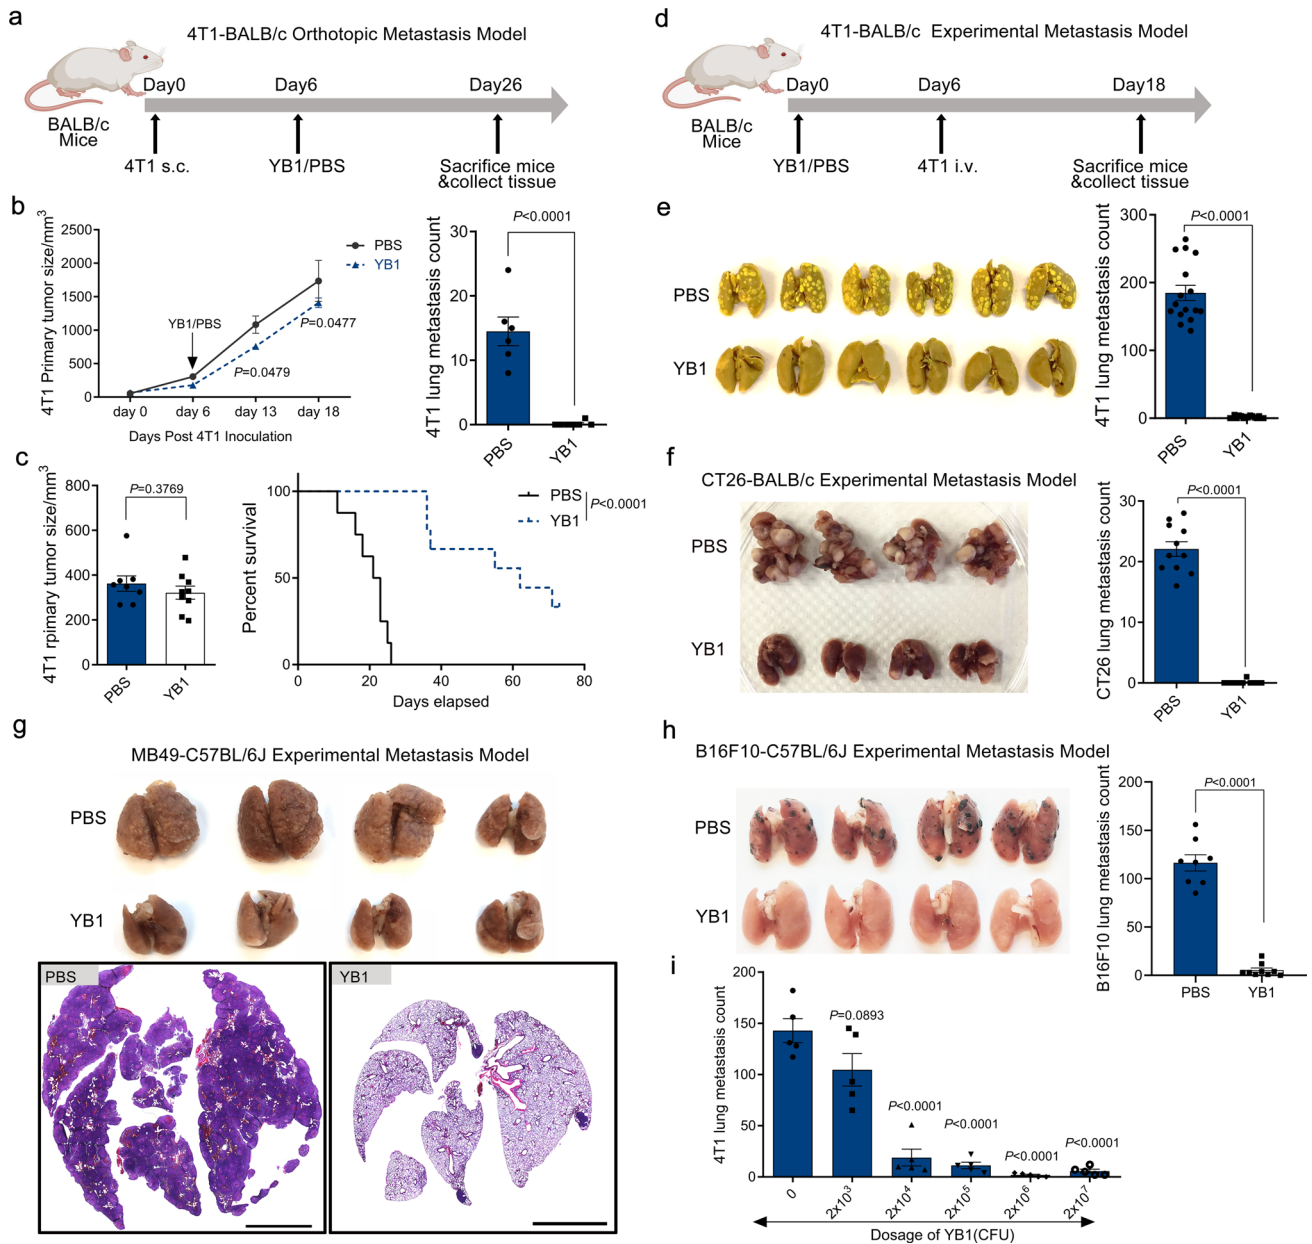 a
4T1-BALB/c Orthotopic Metastasis Model
Day0
Day6
Day26
BALB/c
Mice
4T1 s.c.
YB1/PBS
Sacrifice mice
&collect tissue
d
4T1-BALB/c Experimental Metastasis Model
Day0
Day6
Day18
BALB/c
Mice
YB1/PBS
4T1 i.v.
Sacrifice mice
&collect tissue
b
4T1 Primary tumor size/mm³
2500
2000
1500
1000
500
0
PBS
YB1
YB1/PBS
P=0.0477
P=0.0479
day 0
day 6
day 13
day 18
Days Post 4T1 Inoculation
4T1 lung metastasis count
30
20
10
0
P<0.0001
PBS
YB1
e
PBS
YB1
4T1 lung metastasis count
300
200
100
0
P<0.0001
PBS
YB1
c
4T1 rpimary tumor size/mm³
800
600
400
200
0
P=0.3769
PBS
YB1
Percent survival
100
50
0
PBS
YB1
P<0.0001
0
20
40
60
80
Days elapsed
f
CT26-BALB/c Experimental Metastasis Model
PBS
YB1
CT26 lung metastasis count
30
20
10
0
P<0.0001
PBS
YB1
g
MB49-C57BL/6J Experimental Metastasis Model
PBS
YB1
PBS
YB1
h
B16F10-C57BL/6J Experimental Metastasis Model
PBS
YB1
B16F10 lung metastasis count
200
150
100
50
0
P<0.0001
PBS
YB1
i
4T1 lung metastasis count
200
150
100
50
0
P=0.0893
P<0.0001
P<0.0001
P<0.0001
P<0.0001
0
2x10³
2x10⁴
2x10⁵
2x10⁶
2x10⁷
Dosage of YB1(CFU)